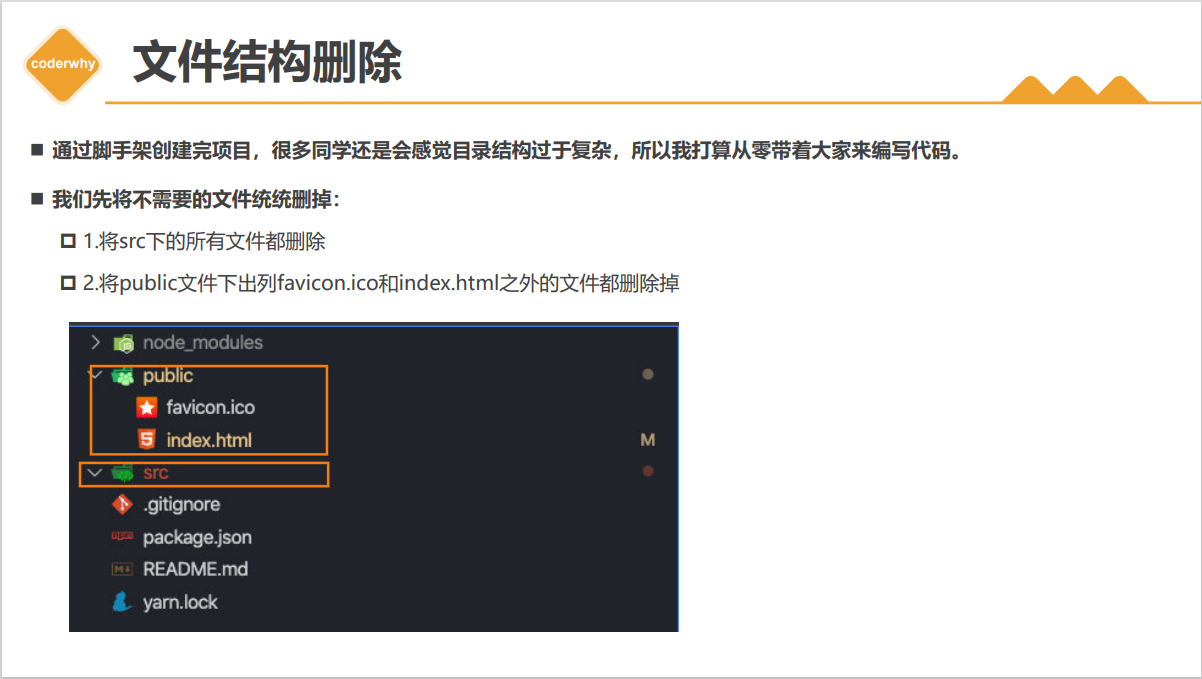 coderwhy
文件结构删除
通过脚手架创建完项目，很多同学还是会感觉目录结构过于复杂，所以我打算从零带着大家来编写代码。
我们先将不需要的文件统统删掉：
1.将src下的所有文件都删除
2.将public文件下出列favicon.ico和index.html之外的文件都删除掉
node_modules
public
favicon.ico
index.html M
src
.gitignore
package.json
README.md
yarn.lock